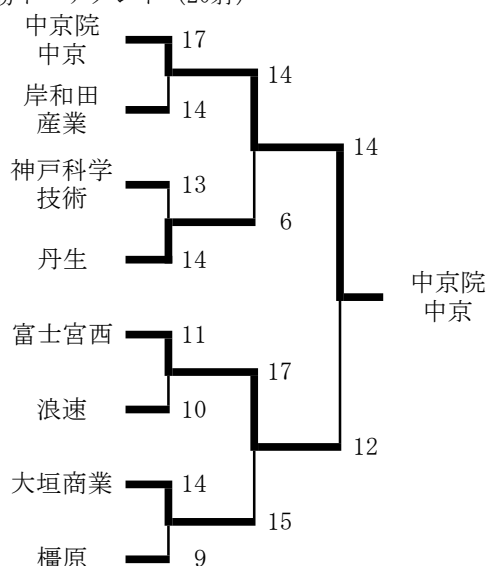 中京院
中京
17
14
岸和田
産業
14
14
神戸科学
技術
13
6
丹生
14
中京院
中京
富士宮西
11
17
浪速
10
12
大垣商業
14
15
橿原
9